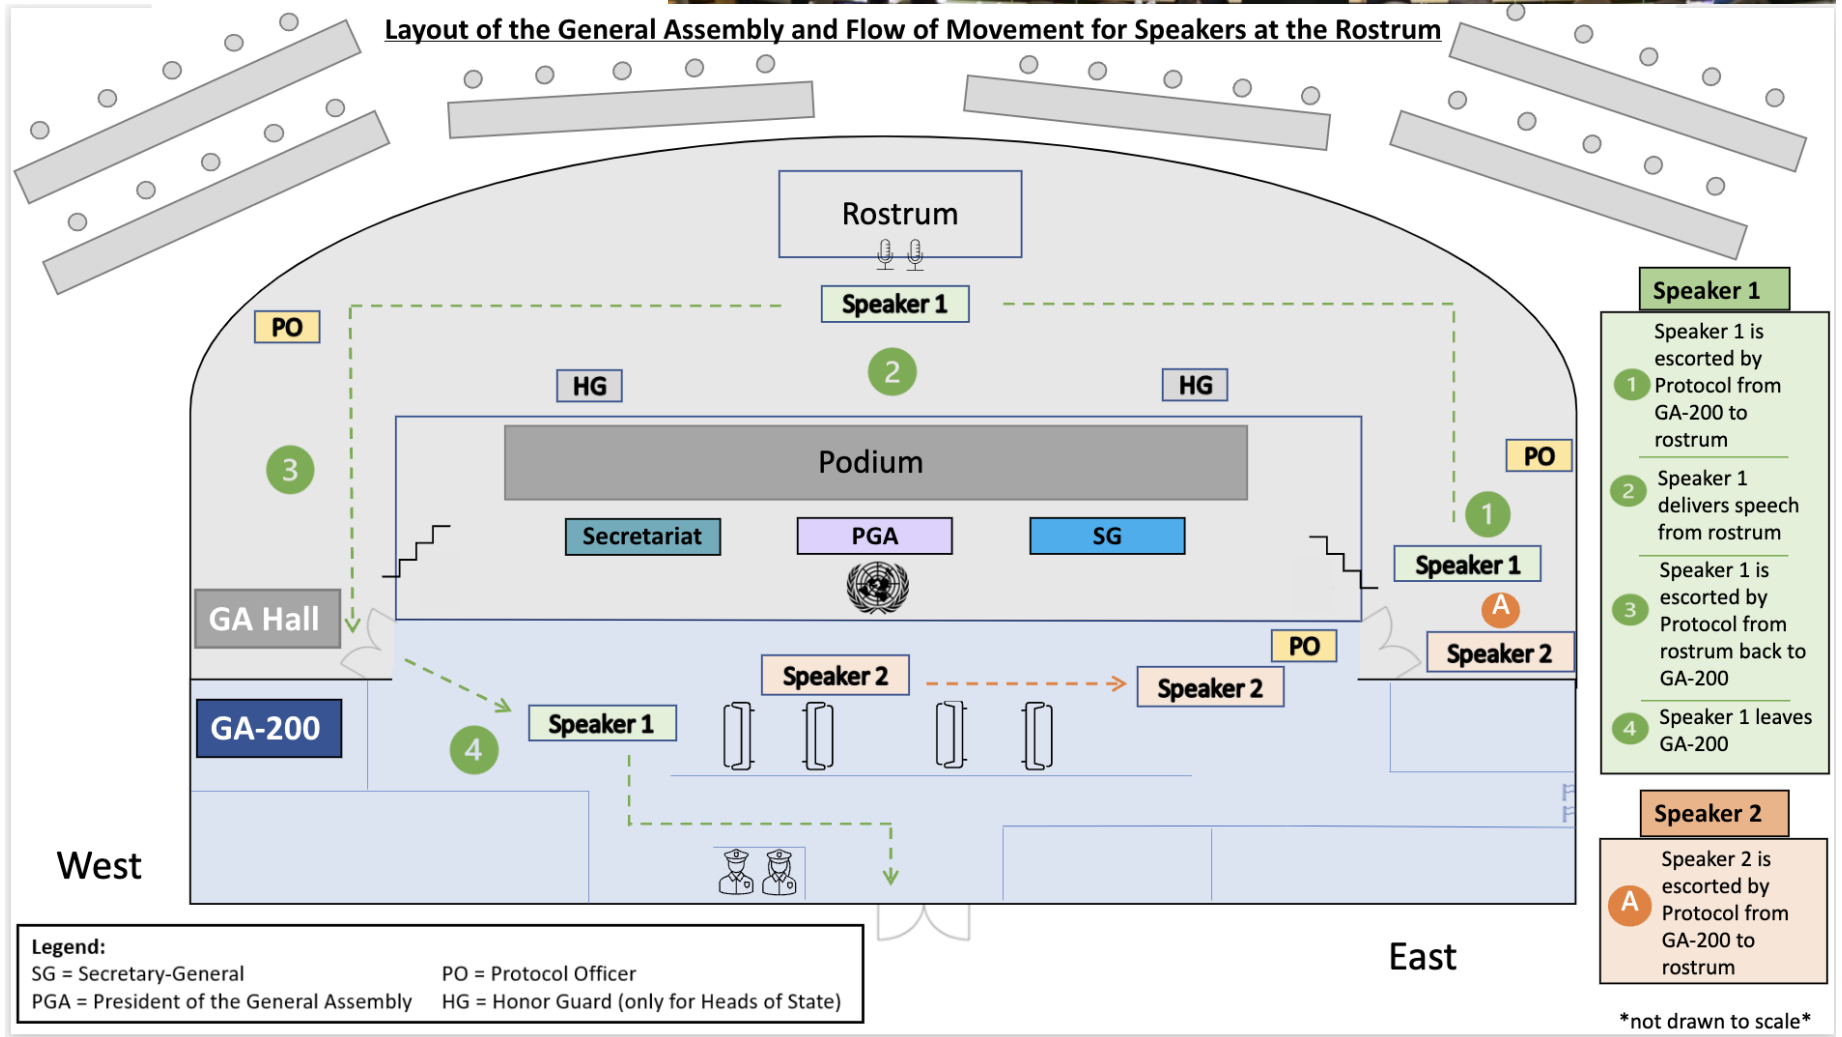 Layout of the General Assembly and Flow of Movement for Speakers at the Rostrum
Rostrum
Speaker 1
PO
2
HG
HG
3
Podium
PO
1
Secretariat
PGA
SG
Speaker 1
A
GA Hall
PO
Speaker 2
Speaker 2
Speaker 2
GA-200
Speaker 1
4
West
East
Speaker 1
1
Speaker 1 is
escorted by
Protocol from
GA-200 to
rostrum
2
Speaker 1
delivers speech
from rostrum
3
Speaker 1 is
escorted by
Protocol from
rostrum back to
GA-200
4
Speaker 1 leaves
GA-200
Speaker 2
A
Speaker 2 is
escorted by
Protocol from
GA-200 to
rostrum
Legend:
SG = Secretary-General
PGA = President of the General Assembly
PO = Protocol Officer
HG = Honor Guard (only for Heads of State)
*not drawn to scale*